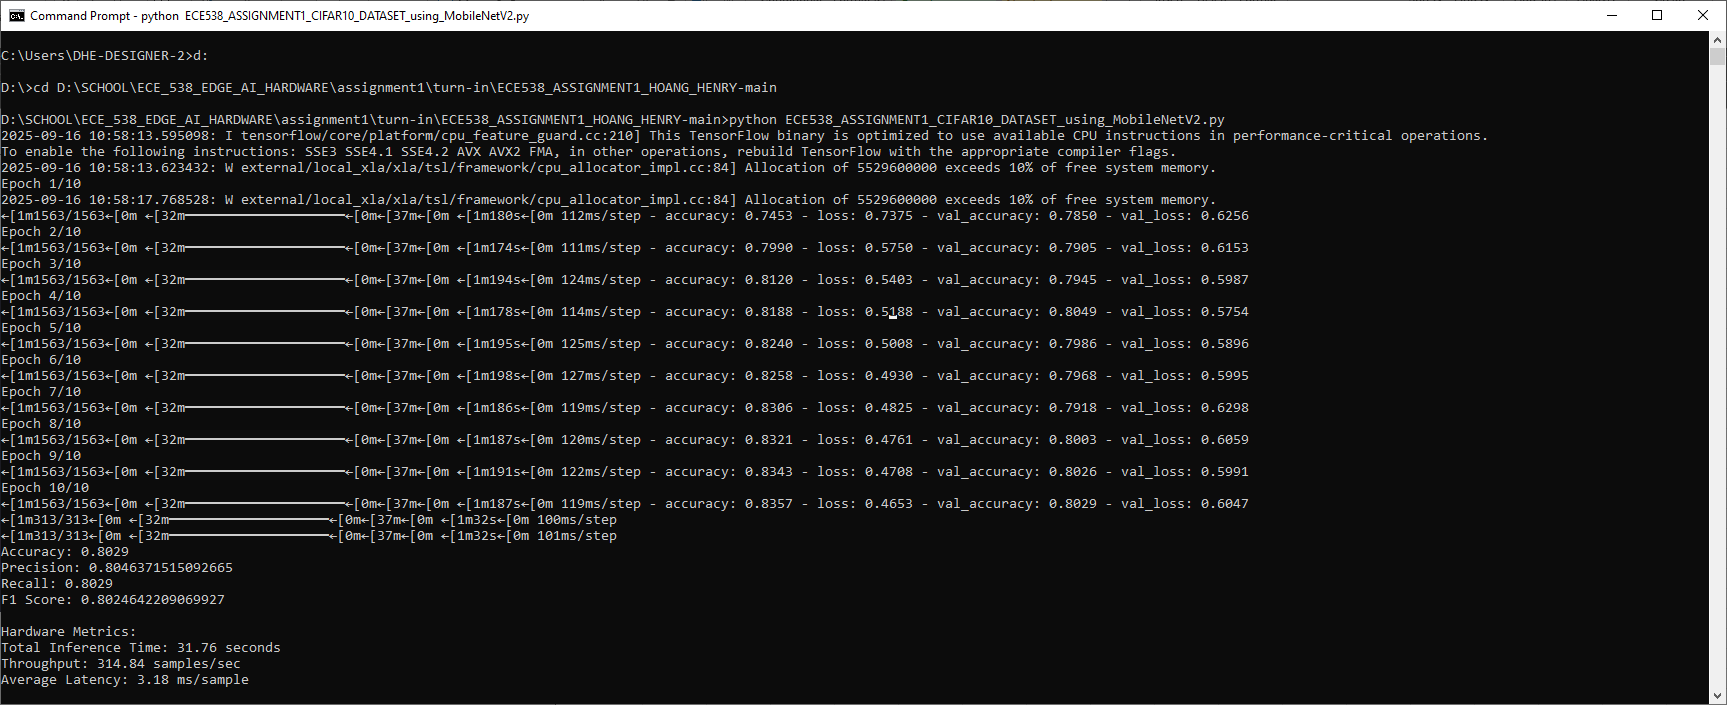 Command Prompt - python  ECE538_ASSIGNMENT1_CIFAR10_DATASET_using_MobileNetV2.py
C:\Users\DHE-DESIGNER-2>d:
D:\>cd D:\SCHOOL\ECE_538_EDGE_AI_HARDWARE\assignment1\turn-in\ECE538_ASSIGNMENT1_HOANG_HENRY-main
D:\SCHOOL\ECE_538_EDGE_AI_HARDWARE\assignment1\turn-in\ECE538_ASSIGNMENT1_HOANG_HENRY-main>python ECE538_ASSIGNMENT1_CIFAR10_DATASET_using_MobileNetV2.py
2025-09-16 10:58:13.595098: I tensorflow/core/platform/cpu_feature_guard.cc:210] This TensorFlow binary is optimized to use available CPU instructions in performance-critical operations.
To enable the following instructions: SSE3 SSE4.1 SSE4.2 AVX AVX2 FMA, in other operations, rebuild TensorFlow with the appropriate compiler flags.
2025-09-16 10:58:13.623432: W external/local_xla/xla/tsl/framework/cpu_allocator_impl.cc:84] Allocation of 5529600000 exceeds 10% of free system memory.
Epoch 1/10
2025-09-16 10:58:17.768528: W external/local_xla/xla/tsl/framework/cpu_allocator_impl.cc:84] Allocation of 5529600000 exceeds 10% of free system memory.
←[1m1563/1563←[0m ←[32m━━━━━━━━━━━━━━━━━━━━←[0m←[37m←[0m ←[1m180s←[0m 112ms/step - accuracy: 0.7453 - loss: 0.7375 - val_accuracy: 0.7850 - val_loss: 0.6256
Epoch 2/10
←[1m1563/1563←[0m ←[32m━━━━━━━━━━━━━━━━━━━━←[0m←[37m←[0m ←[1m174s←[0m 111ms/step - accuracy: 0.7990 - loss: 0.5750 - val_accuracy: 0.7905 - val_loss: 0.6153
Epoch 3/10
←[1m1563/1563←[0m ←[32m━━━━━━━━━━━━━━━━━━━━←[0m←[37m←[0m ←[1m194s←[0m 124ms/step - accuracy: 0.8120 - loss: 0.5403 - val_accuracy: 0.7945 - val_loss: 0.5987
Epoch 4/10
←[1m1563/1563←[0m ←[32m━━━━━━━━━━━━━━━━━━━━←[0m←[37m←[0m ←[1m178s←[0m 114ms/step - accuracy: 0.8188 - loss: 0.5188 - val_accuracy: 0.8049 - val_loss: 0.5754
Epoch 5/10
←[1m1563/1563←[0m ←[32m━━━━━━━━━━━━━━━━━━━━←[0m←[37m←[0m ←[1m195s←[0m 125ms/step - accuracy: 0.8240 - loss: 0.5008 - val_accuracy: 0.7986 - val_loss: 0.5896
Epoch 6/10
←[1m1563/1563←[0m ←[32m━━━━━━━━━━━━━━━━━━━━←[0m←[37m←[0m ←[1m198s←[0m 127ms/step - accuracy: 0.8258 - loss: 0.4930 - val_accuracy: 0.7968 - val_loss: 0.5995
Epoch 7/10
←[1m1563/1563←[0m ←[32m━━━━━━━━━━━━━━━━━━━━←[0m←[37m←[0m ←[1m186s←[0m 119ms/step - accuracy: 0.8306 - loss: 0.4825 - val_accuracy: 0.7918 - val_loss: 0.6298
Epoch 8/10
←[1m1563/1563←[0m ←[32m━━━━━━━━━━━━━━━━━━━━←[0m←[37m←[0m ←[1m187s←[0m 120ms/step - accuracy: 0.8321 - loss: 0.4761 - val_accuracy: 0.8003 - val_loss: 0.6059
Epoch 9/10
←[1m1563/1563←[0m ←[32m━━━━━━━━━━━━━━━━━━━━←[0m←[37m←[0m ←[1m191s←[0m 122ms/step - accuracy: 0.8343 - loss: 0.4708 - val_accuracy: 0.8026 - val_loss: 0.5991
Epoch 10/10
←[1m1563/1563←[0m ←[32m━━━━━━━━━━━━━━━━━━━━←[0m←[37m←[0m ←[1m187s←[0m 119ms/step - accuracy: 0.8357 - loss: 0.4653 - val_accuracy: 0.8029 - val_loss: 0.6047
←[1m313/313←[0m ←[32m━━━━━━━━━━━━━━━━━━━━←[0m←[37m←[0m ←[1m32s←[0m 100ms/step
←[1m313/313←[0m ←[32m━━━━━━━━━━━━━━━━━━━━←[0m←[37m←[0m ←[1m32s←[0m 101ms/step
Accuracy: 0.8029
Precision: 0.8046371515092665
Recall: 0.8029
F1 Score: 0.8024642209069927
Hardware Metrics:
Total Inference Time: 31.76 seconds
Throughput: 314.84 samples/sec
Average Latency: 3.18 ms/sample